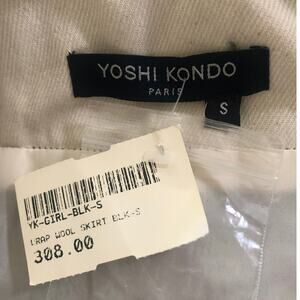 YOSHI KONDO
PARIS
S
YK-GIRL-BLK-S
WRAP WOOL SKIRT BLK-S
308.00